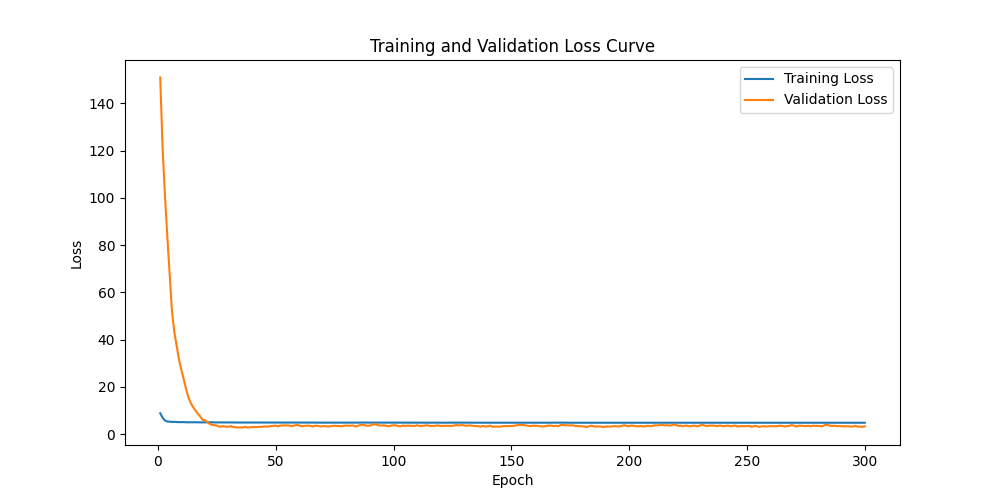 Training and Validation Loss Curve
Training Loss
Validation Loss
Loss
140
120
100
80
60
40
20
0
0 50 100 150 200 250 300
Epoch